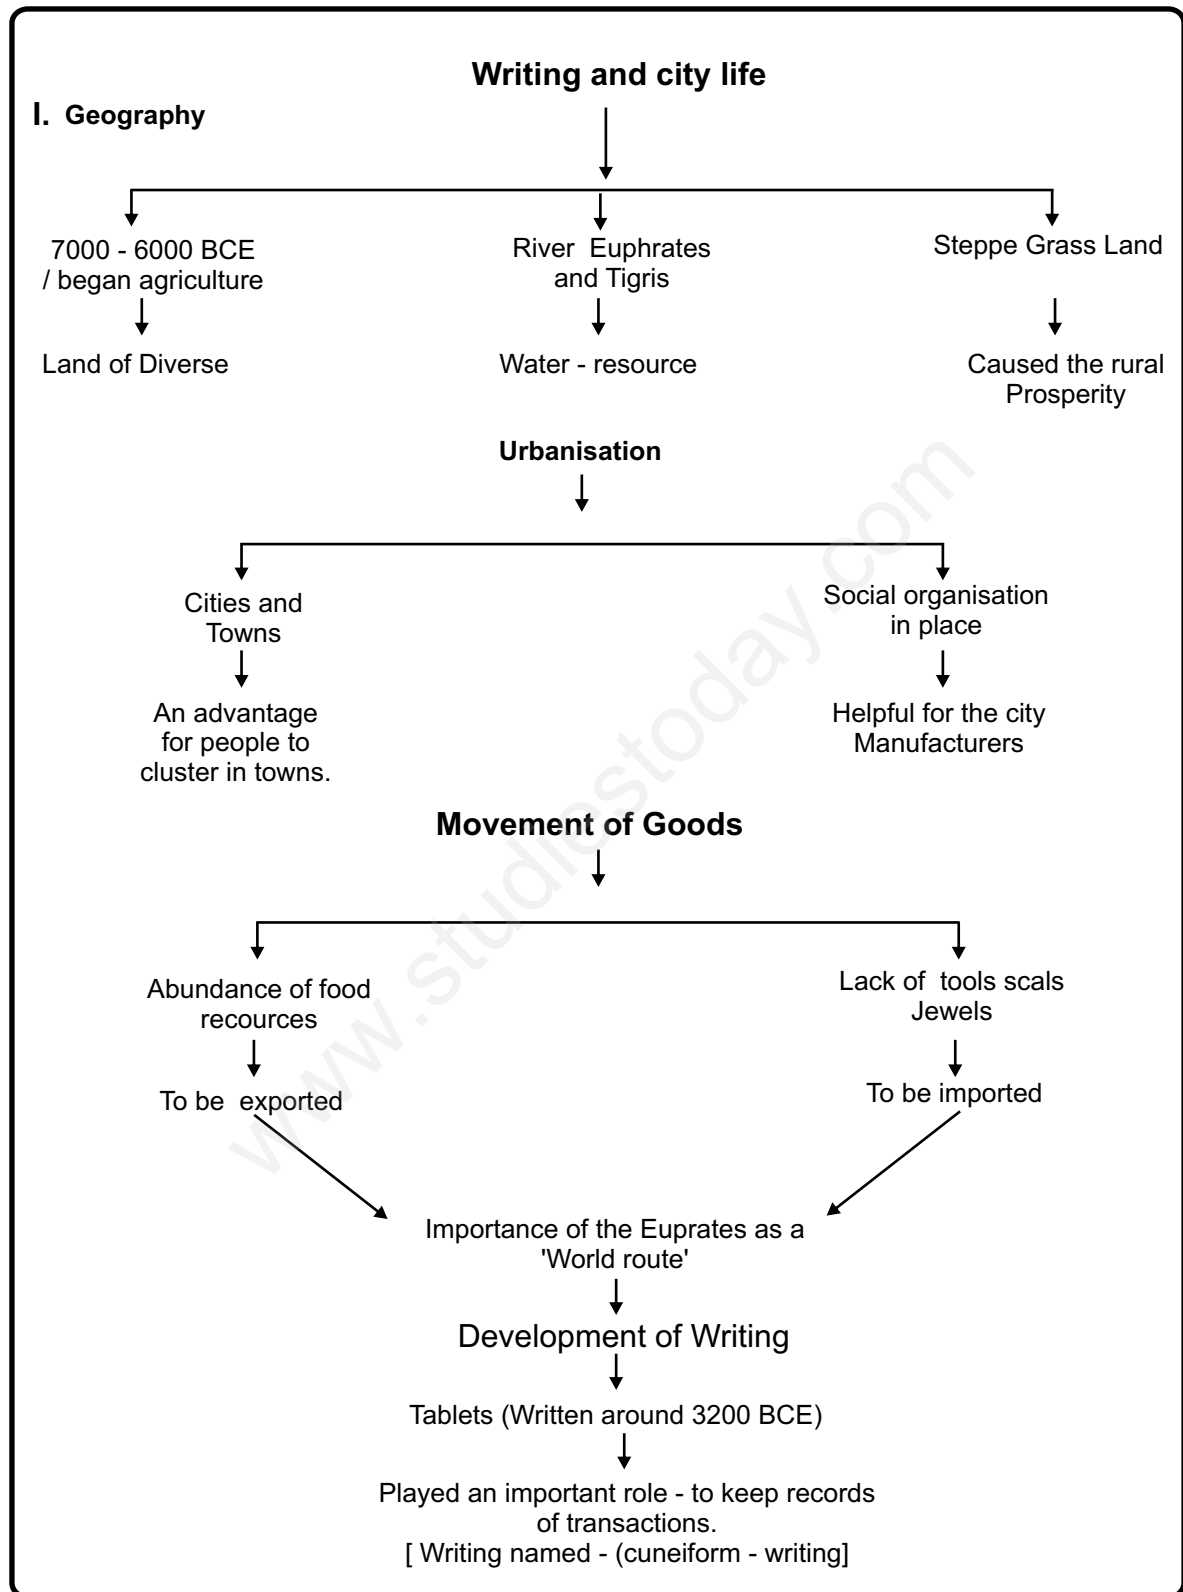 Writing and city life
I. Geography
7000 - 6000 BCE
/ began agriculture
River Euphrates
and Tigris
Steppe Grass Land
Land of Diverse
Water - resource
Caused the rural
Prosperity
Urbanisation
Cities and
Towns
Social organisation
in place
An advantage
for people to
cluster in towns.
Helpful for the city
Manufacturers
Movement of Goods
Abundance of food
recources
Lack of tools scals
Jewels
To be exported
To be imported
Importance of the Euprates as a
'World route'
Development of Writing
Tablets (Written around 3200 BCE)
Played an important role - to keep records
of transactions.
[ Writing named - (cuneiform - writing]
www.studiestoday.com